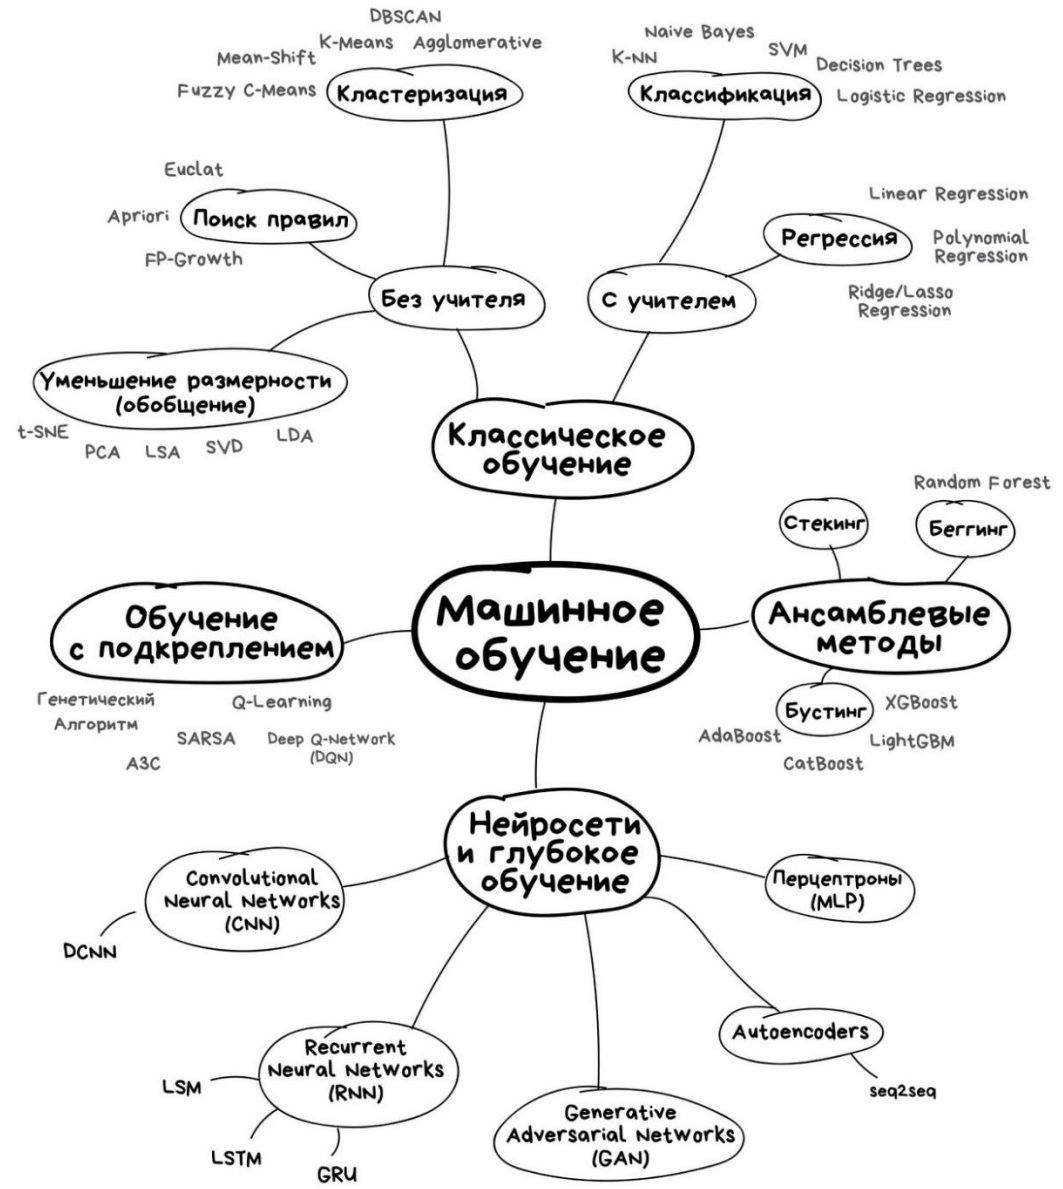 DBSCAN
K-Means
Agglomerative
Mean-Shift
Fuzzy C-Means
Кластеризация
Naive Bayes
K-NN
SVM
Decision Trees
Классификация
Logistic Regression
Euclat
Apriori
Поиск правил
FP-Growth
Linear Regression
Регрессия
Polynomial
Regression
Ridge/Lasso
Regression
Без учителя
С учителем
Уменьшение размерности
(обобщение)
t-SNE
PCA
LSA
SVD
LDA
Классическое
обучение
Random Forest
Стекинг
Беггинг
Обучение
с подкреплением
Машинное
обучение
Ансамблевые
методы
Генетический
Алгоритм
Q-Learning
SARSA
Deep Q-Network
(DQN)
A3C
Бустинг
XGBoost
AdaBoost
LightGBM
CatBoost
Нейросети
и глубокое
обучение
Convolutional
Neural Networks
(CNN)
DCNN
Перцептроны
(MLP)
Recurrent
Neural Networks
(RNN)
LSM
LSTM
GRU
Generative
Adversarial Networks
(GAN)
Autoencoders
seq2seq